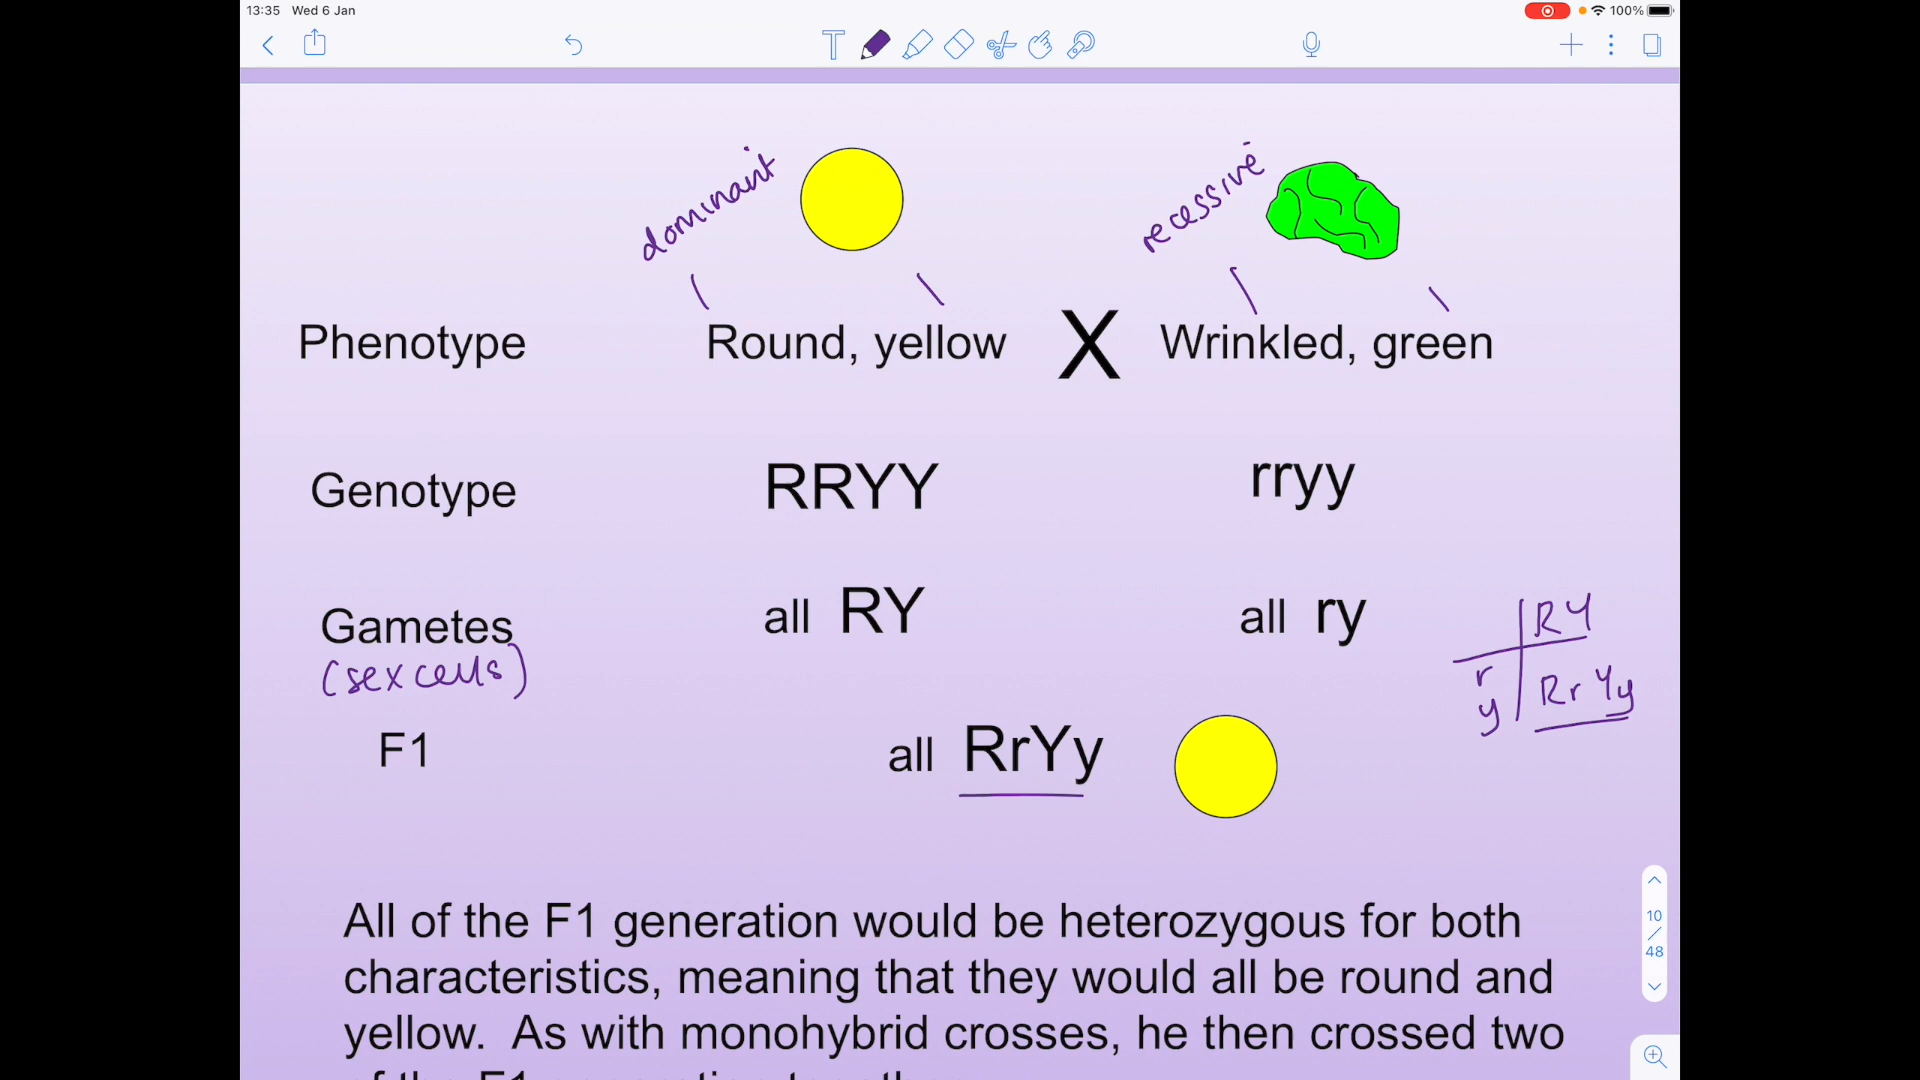 13:35 Wed 6 Jan
100%
T
dominant
recessive
Phenotype Round, yellow X Wrinkled, green
Genotype RRYY rryy
Gametes all RY all ry
(sex cells)
RY
r
y
RrYy
F1 all RrYy
All of the F1 generation would be heterozygous for both
characteristics, meaning that they would all be round and
yellow. As with monohybrid crosses, he then crossed two
of the F1
10
/
48